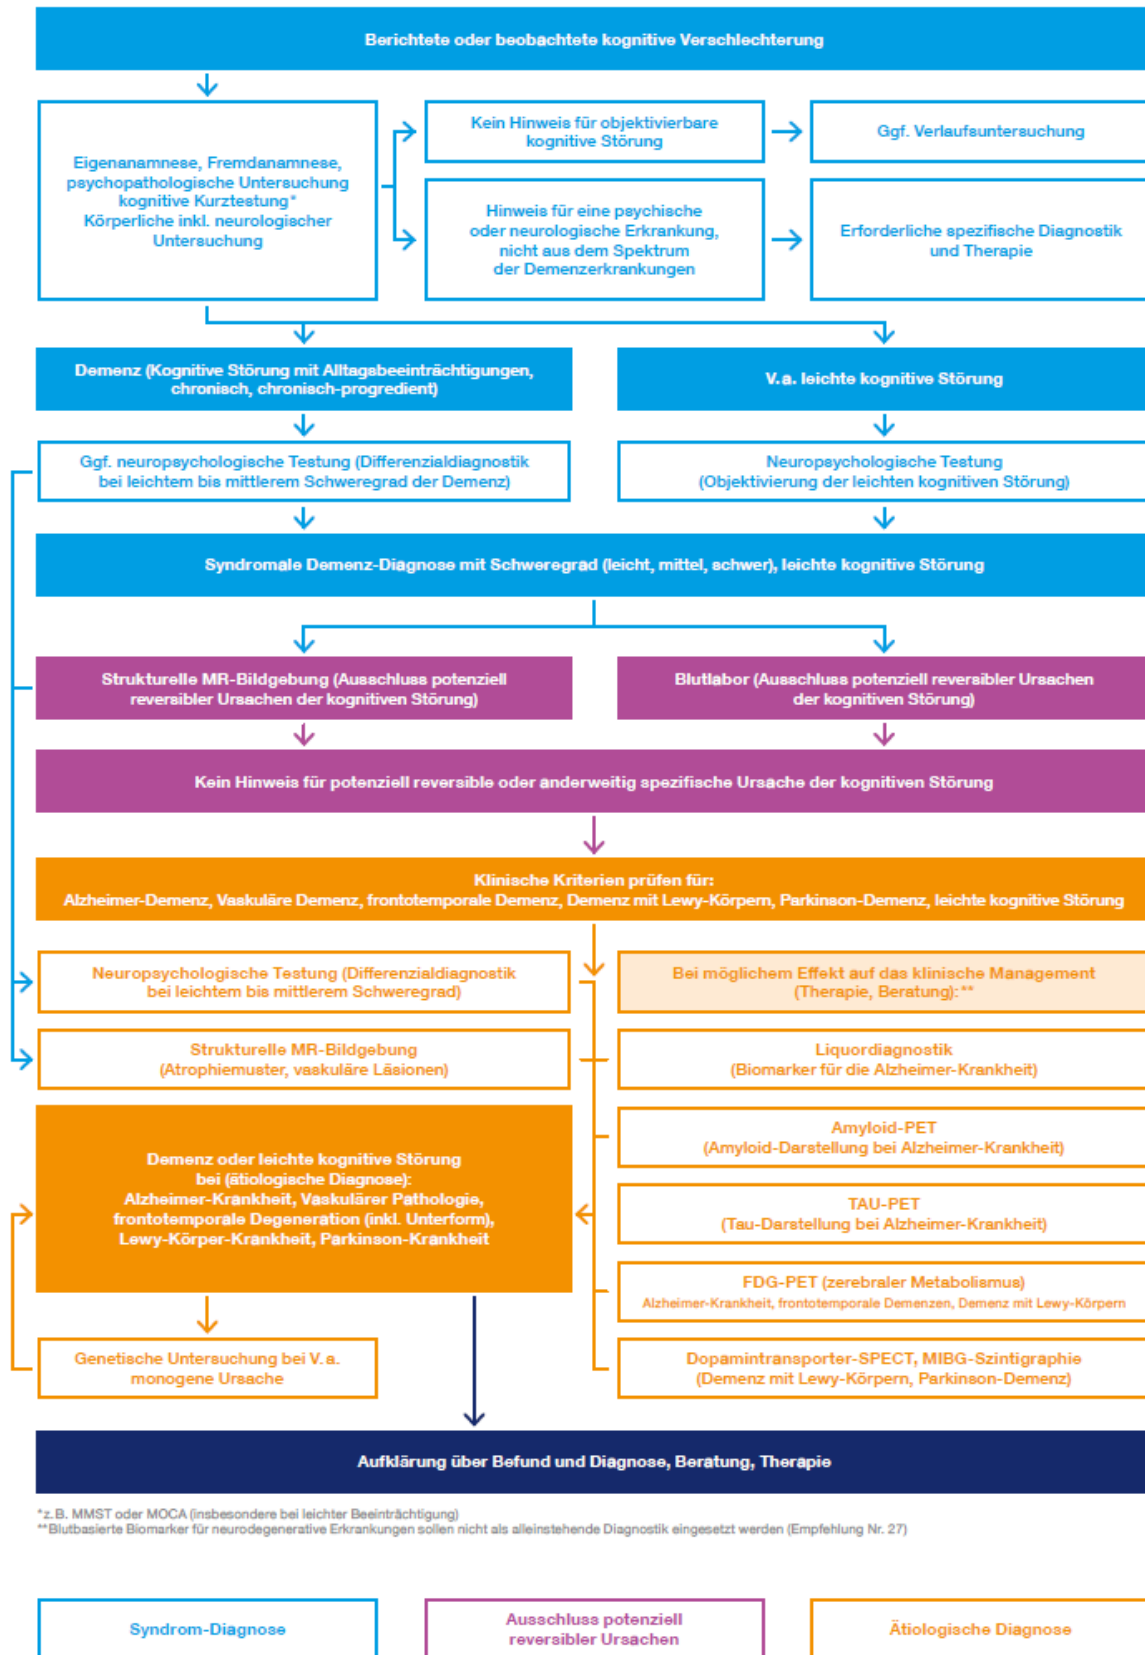 Berichtete oder beobachtete kognitive Verschlechterung
Eigenanamnese, Fremdanamnese,
psychopathologische Untersuchung
kognitive Kurztestung*
Körperliche inkl. neurologischer
Untersuchung
Kein Hinweis für objektivierbare
kognitive Störung
Ggf. Verlaufsuntersuchung
Hinweis für eine psychische
oder neurologische Erkrankung,
nicht aus dem Spektrum
der Demenzerkrankungen
Erforderliche spezifische Diagnostik
und Therapie
Demenz (Kognitive Störung mit Alltagsbeeinträchtigungen,
chronisch, chronisch-progredient)
V.a. leichte kognitive Störung
Ggf. neuropsychologische Testung (Differenzialdiagnostik
bei leichtem bis mittlerem Schweregrad der Demenz)
Neuropsychologische Testung
(Objektivierung der leichten kognitiven Störung)
Syndromale Demenz-Diagnose mit Schweregrad (leicht, mittel, schwer), leichte kognitive Störung
Strukturelle MR-Bildgebung (Ausschluss potenziell
reversibler Ursachen der kognitiven Störung)
Blutlabor (Ausschluss potenziell reversibler Ursachen
der kognitiven Störung)
Kein Hinweis für potenziell reversible oder anderweitig spezifische Ursache der kognitiven Störung
Klinische Kriterien prüfen für:
Alzheimer-Demenz, Vaskuläre Demenz, frontotemporale Demenz, Demenz mit Lewy-Körpern, Parkinson-Demenz, leichte kognitive Störung
Neuropsychologische Testung (Differenzialdiagnostik
bei leichtem bis mittlerem Schweregrad)
Bei möglichem Effekt auf das klinische Management
(Therapie, Beratung):**
Strukturelle MR-Bildgebung
(Atrophiemuster, vaskuläre Läsionen)
Liquordiagnostik
(Biomarker für die Alzheimer-Krankheit)
Demenz oder leichte kognitive Störung
bei (ätiologische Diagnose):
Alzheimer-Krankheit, Vaskulärer Pathologie,
frontotemporale Degeneration (inkl. Unterform),
Lewy-Körper-Krankheit, Parkinson-Krankheit
Amyloid-PET
(Amyloid-Darstellung bei Alzheimer-Krankheit)
TAU-PET
(Tau-Darstellung bei Alzheimer-Krankheit)
FDG-PET (zerebraler Metabolismus)
Alzheimer-Krankheit, frontotemporale Demenzen, Demenz mit Lewy-Körpern
Genetische Untersuchung bei V.a.
monogene Ursache
Dopamintransporter-SPECT, MIBG-Szintigraphie
(Demenz mit Lewy-Körpern, Parkinson-Demenz)
Aufklärung über Befund und Diagnose, Beratung, Therapie
*z.B. MMST oder MOCA (insbesondere bei leichter Beeinträchtigung)
**Blutbasierte Biomarker für neurodegenerative Erkrankungen sollen nicht als alleinstehende Diagnostik eingesetzt werden (Empfehlung Nr. 27)
Syndrom-Diagnose
Ausschluss potenziell
reversibler Ursachen
Ätiologische Diagnose